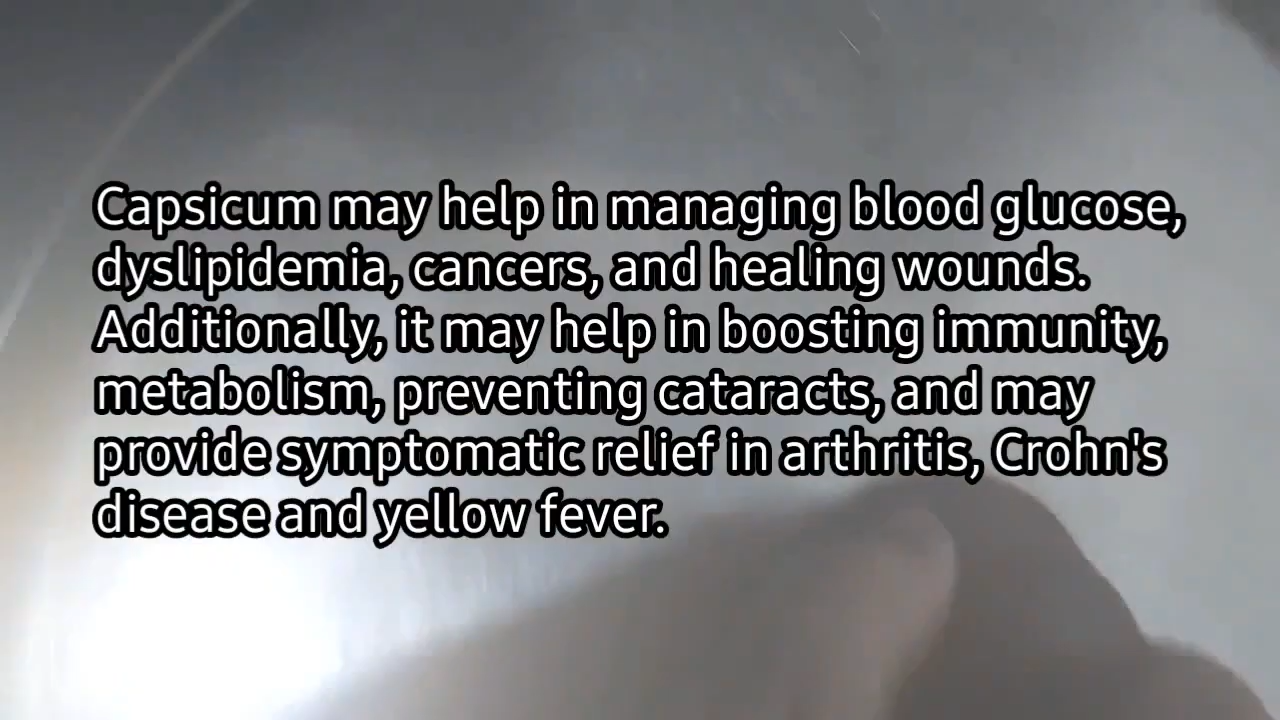 Capsicum may help in managing blood glucose,
dyslipidemia, cancers, and healing wounds.
Additionally, it may help in boosting immunity,
metabolism, preventing cataracts, and may
provide symptomatic relief in arthritis, Crohn's
disease and yellow fever.